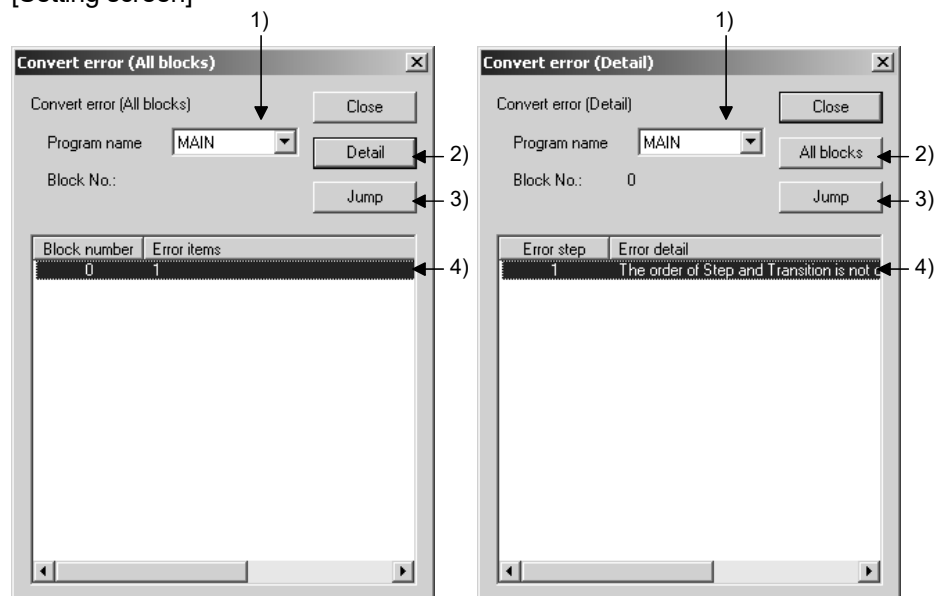 [Setting screen]
1)
Convert error (All blocks)
Convert error (All blocks)
Close
Program name MAIN
Detail
2)
Block No.:
Jump
3)
Block number Error items
0 1
4)
1)
Convert error (Detail)
Convert error (Detail)
Close
Program name MAIN
All blocks
2)
Block No.: 0
Jump
3)
Error step Error detail
1 The order of Step and Transition is not
4)